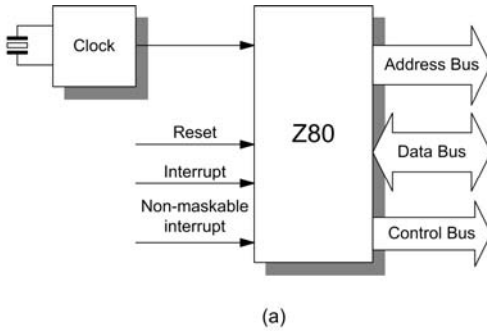 Clock
Address Bus
Z80
Reset
Data Bus
Interrupt
Non-maskable
interrupt
Control Bus
(a)